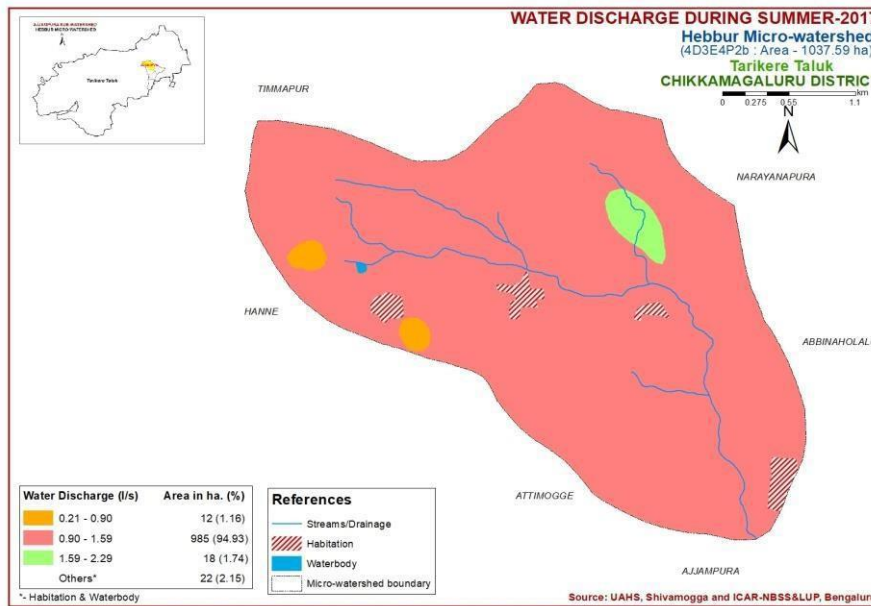 WATER DISCHARGE DURING SUMMER-2017
Hebbur Micro-watershed
(4D3E4P2b : Area - 1037.59 ha)
Tarikere Taluk
CHIKKAMAGALURU DISTRIC
km
0 0.275 0.55 1.1
N
Tarikere Taluk
TIMMAPUR
NARAYANAPURA
HANNE
ABBINAHOLAL
ATTIMOGGE
AJJAMPURA
Water Discharge (l/s) Area in ha. (%)
0.21 - 0.90 12 (1.16)
0.90 - 1.59 985 (94.93)
1.59 - 2.29 18 (1.74)
Others* 22 (2.15)
*- Habitation & Waterbody
References
Streams/Drainage
Habitation
Waterbody
Micro-watershed boundary
Source: UAHS, Shivamogga and ICAR-NBSS&LUP, Bengalur